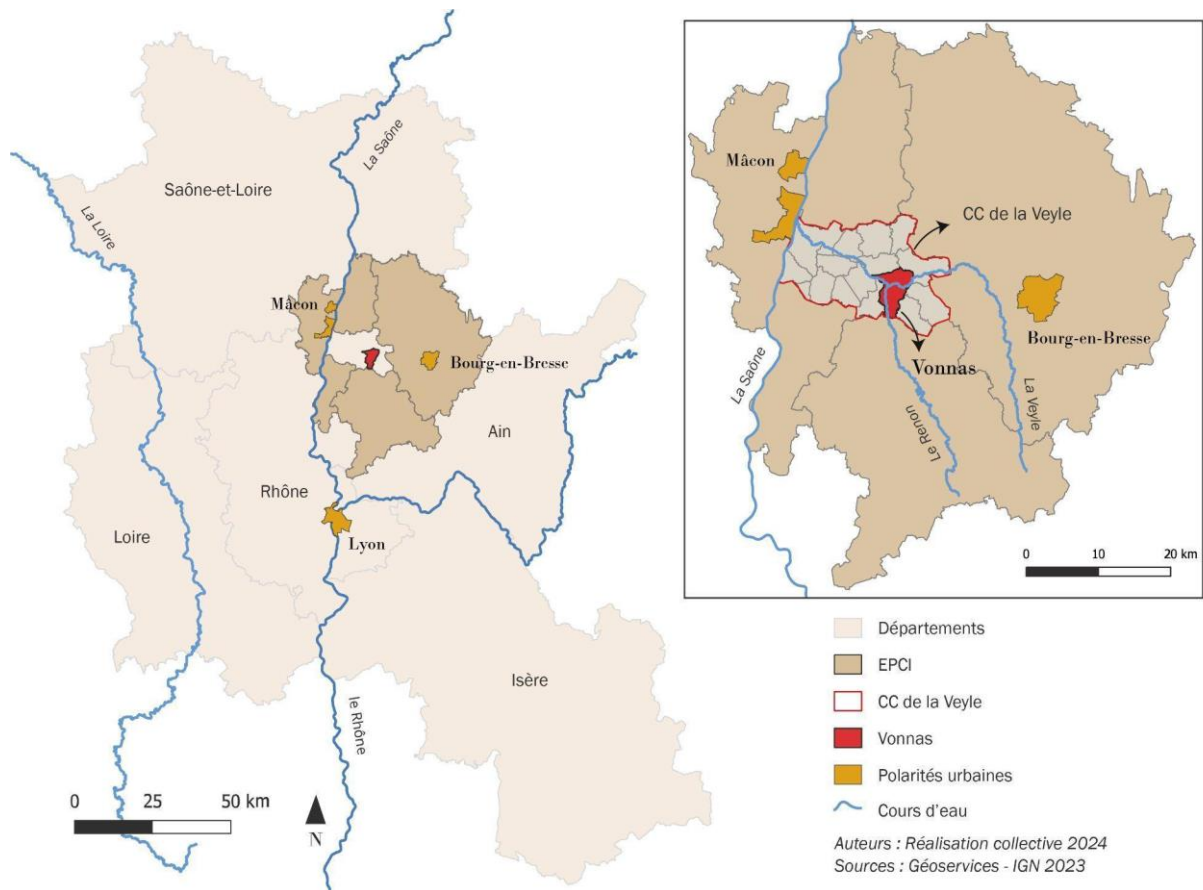 La Saône
Saône-et-Loire
La Loire
Mâcon
Bourg-en-Bresse
Ain
Rhône
Loire
Lyon
Isère
le Rhône
0 25 50 km
N
Mâcon
CC de la Veyle
Bourg-en-Bresse
Vonnas
La Saône
Le Renon
La Veyle
0 10 20 km
Départements
EPCI
CC de la Veyle
Vonnas
Polarités urbaines
Cours d'eau
Auteurs : Réalisation collective 2024
Sources : Géoservices - IGN 2023